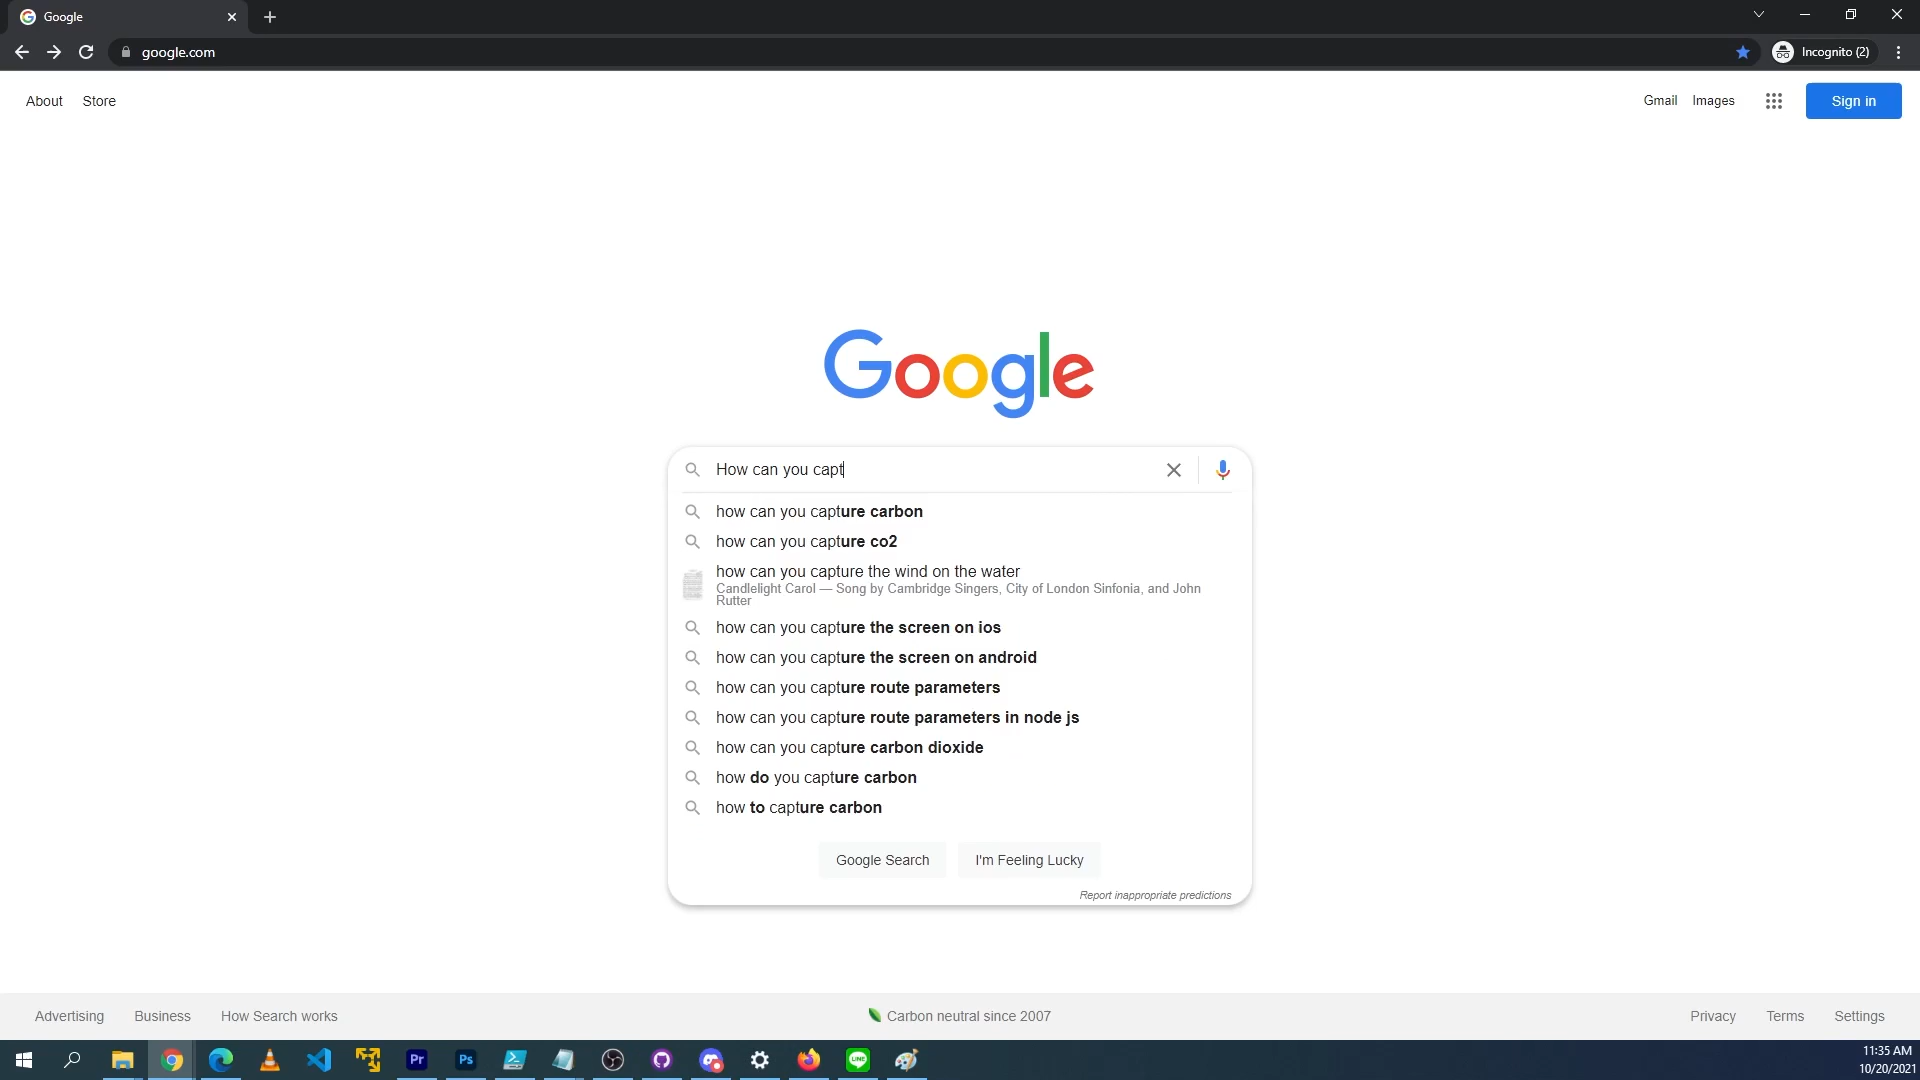 Google
google.com
Incognito (2)
About Store
Gmail Images
Sign in
Google
How can you capt
how can you capture carbon
how can you capture co2
how can you capture the wind on the water
Candlelight Carol — Song by Cambridge Singers, City of London Sinfonia, and John
Rutter
how can you capture the screen on ios
how can you capture the screen on android
how can you capture route parameters
how can you capture route parameters in node js
how can you capture carbon dioxide
how do you capture carbon
how to capture carbon
Google Search I'm Feeling Lucky
Report inappropriate predictions
Advertising Business How Search works
Carbon neutral since 2007
Privacy Terms Settings
Pr Ps LINE
11:35 AM
10/20/2021